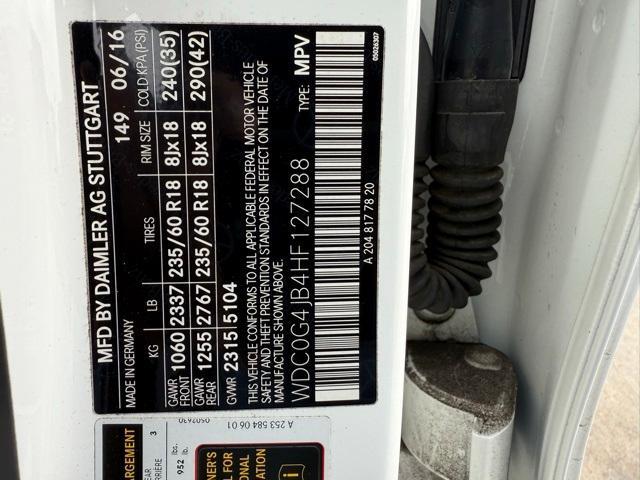 MFD BY DAIMLER AG STUTTGART
MADE IN GERMANY 149 06/16
KG LB TIRES RIM SIZE COLD KPA(PSI)
GAWR FRONT 1060 2337 235/60 R18 8Jx18 240(35)
GAWR REAR 1255 2767 235/60 R18 8Jx18 290(42)
GVWR 2315 5104
THIS VEHICLE CONFORMS TO ALL APPLICABLE FEDERAL MOTOR VEHICLE
SAFETY AND THEFT PREVENTION STANDARDS IN EFFECT ON THE DATE OF
MANUFACTURE SHOWN ABOVE.
WDC0G4JB4HF127288 TYPE: MPV
A 204 817 78 20
05026307
ARGEMENT
3
952 lbs.
0502630
A 253 584 06 01